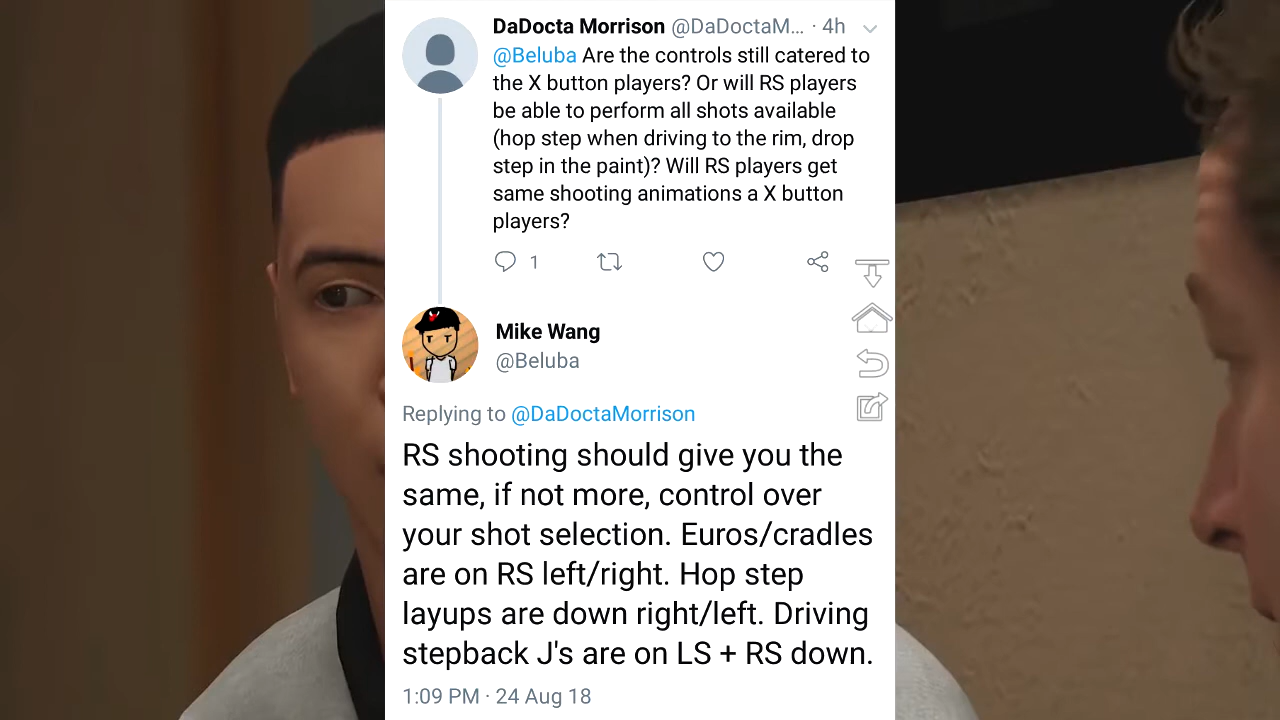 DaDocta Morrison @DaDoctaM... · 4h
@Beluba Are the controls still catered to
the X button players? Or will RS players
be able to perform all shots available
(hop step when driving to the rim, drop
step in the paint)? Will RS players get
same shooting animations a X button
players?
1
Mike Wang
@Beluba
Replying to @DaDoctaMorrison
RS shooting should give you the
same, if not more, control over
your shot selection. Euros/cradles
are on RS left/right. Hop step
layups are down right/left. Driving
stepback J's are on LS + RS down.
1:09 PM · 24 Aug 18